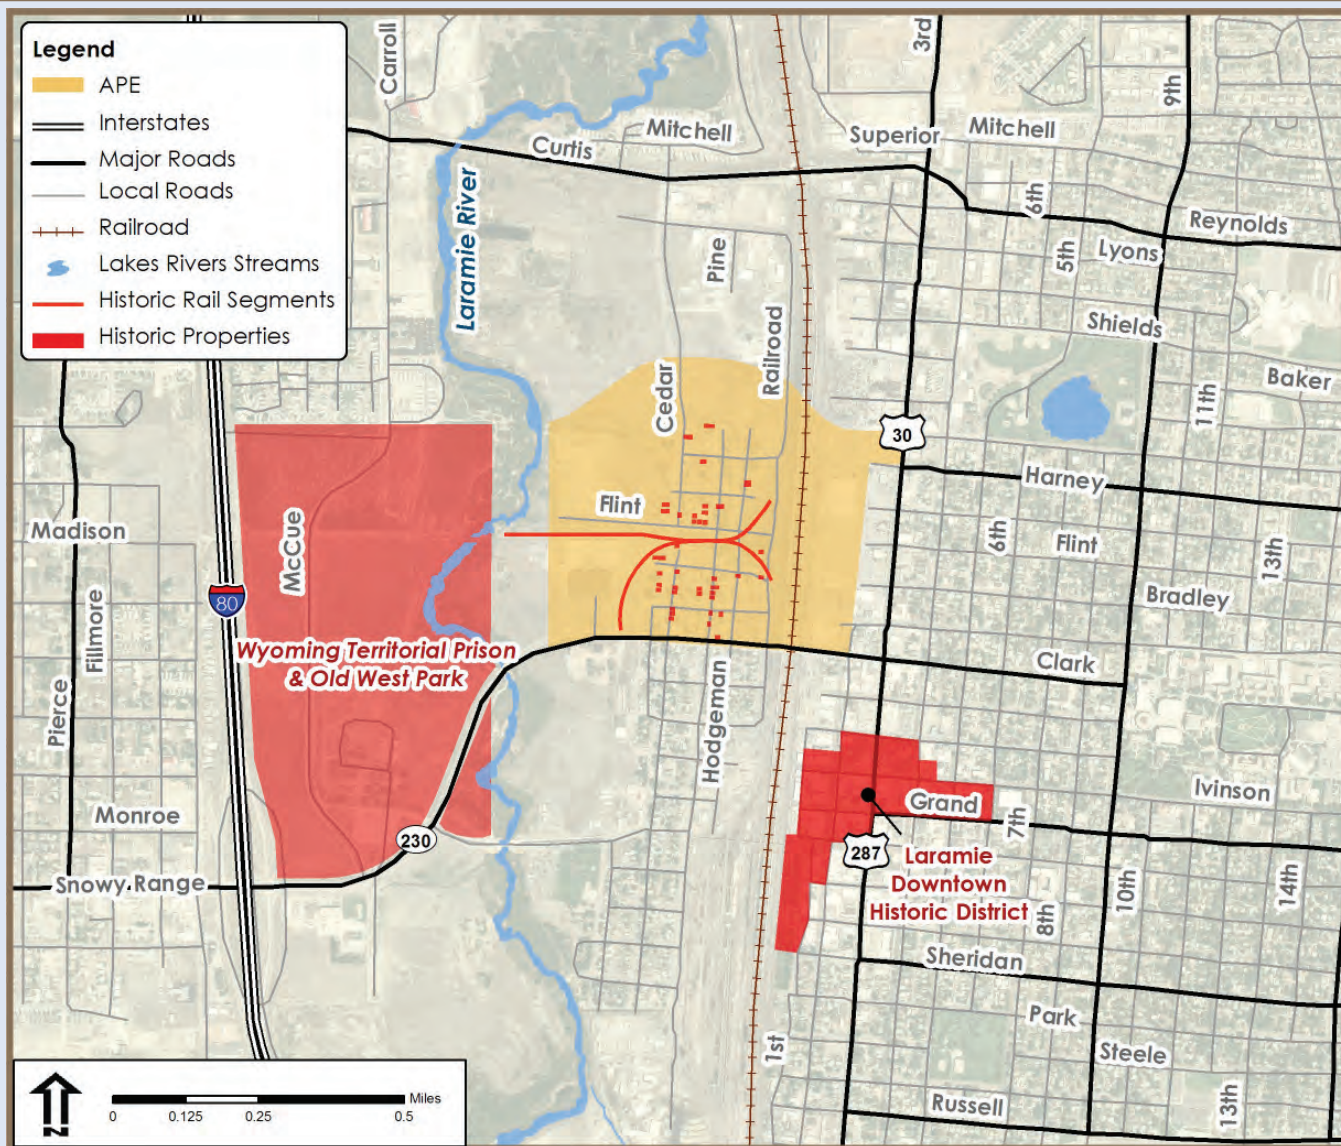 Legend
APE
Interstates
Major Roads
Local Roads
Railroad
Lakes Rivers Streams
Historic Rail Segments
Historic Properties
Carroll
3rd
9th
Mitchell
Superior
Mitchell
Curtis
Laramie River
6th
Reynolds
5th
Lyons
Pine
Railroad
Shields
Cedar
Baker
11th
30
Harney
Flint
Madison
McCue
6th
Flint
13th
80
Bradley
Fillmore
Wyoming Territorial Prison
& Old West Park
Clark
Pierce
Hodgeman
Ivinson
Grand
Monroe
7th
230
287
Laramie
Downtown
Historic District
Snowy Range
10th
14th
8th
Sheridan
Park
1st
Steele
N
0
0.125
0.25
0.5
Miles
Russell
13th